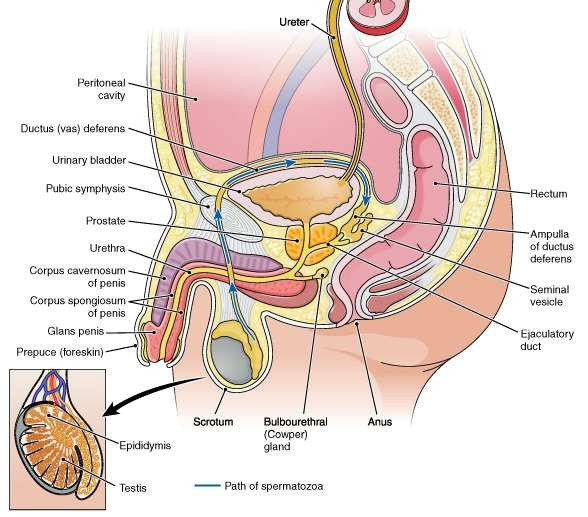 Ureter
Peritoneal
cavity
Ductus (vas) deferens
Urinary bladder
Pubic symphysis
Prostate
Urethra
Corpus cavernosum
of penis
Corpus spongiosum
of penis
Glans penis
Prepuce (foreskin)
Rectum
Ampulla
of ductus
deferens
Seminal
vesicle
Ejaculatory
duct
Scrotum
Bulbourethral
(Cowper)
gland
Anus
Epididymis
Testis
Path of spermatozoa